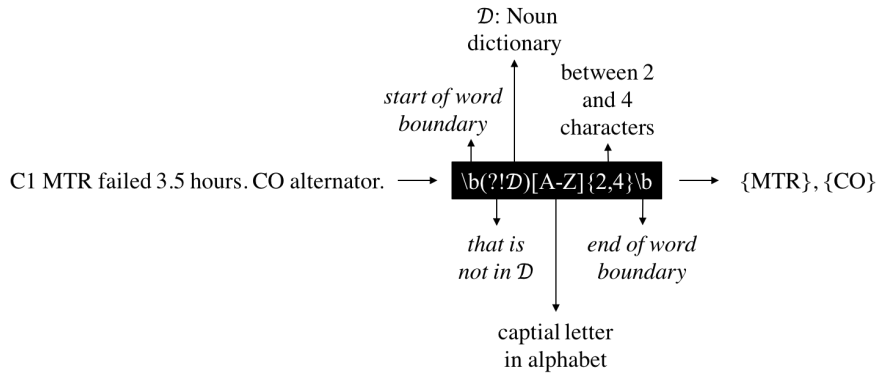 𝒟: Noun
dictionary
between 2
and 4
characters
start of word
boundary
C1 MTR failed 3.5 hours. CO alternator.
\b(?!𝒟)[A-Z]{2,4}\b
{MTR}, {CO}
that is
not in 𝒟
end of word
boundary
captial letter
in alphabet